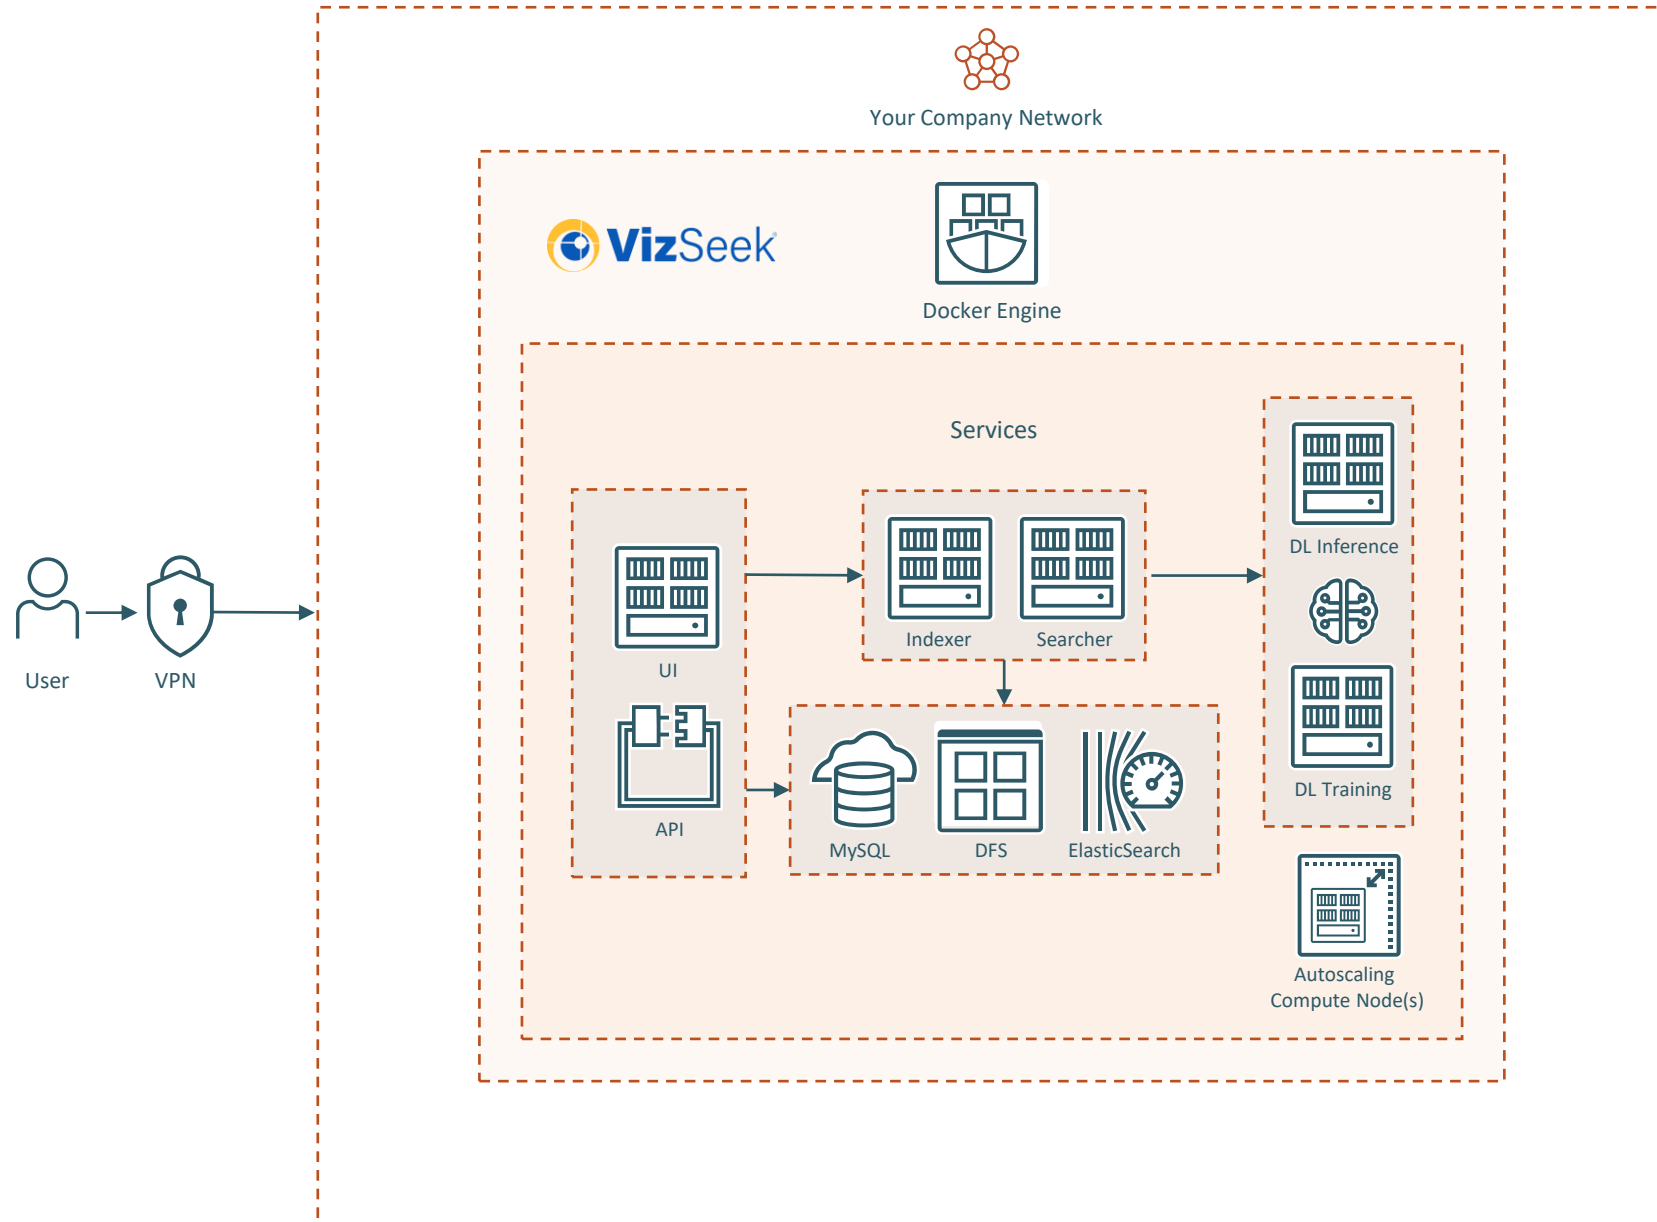 Your Company Network
VizSeek
Docker Engine
Services
UI
API
Indexer
Searcher
MySQL
DFS
ElasticSearch
DL Inference
DL Training
Autoscaling
Compute Node(s)
User
VPN